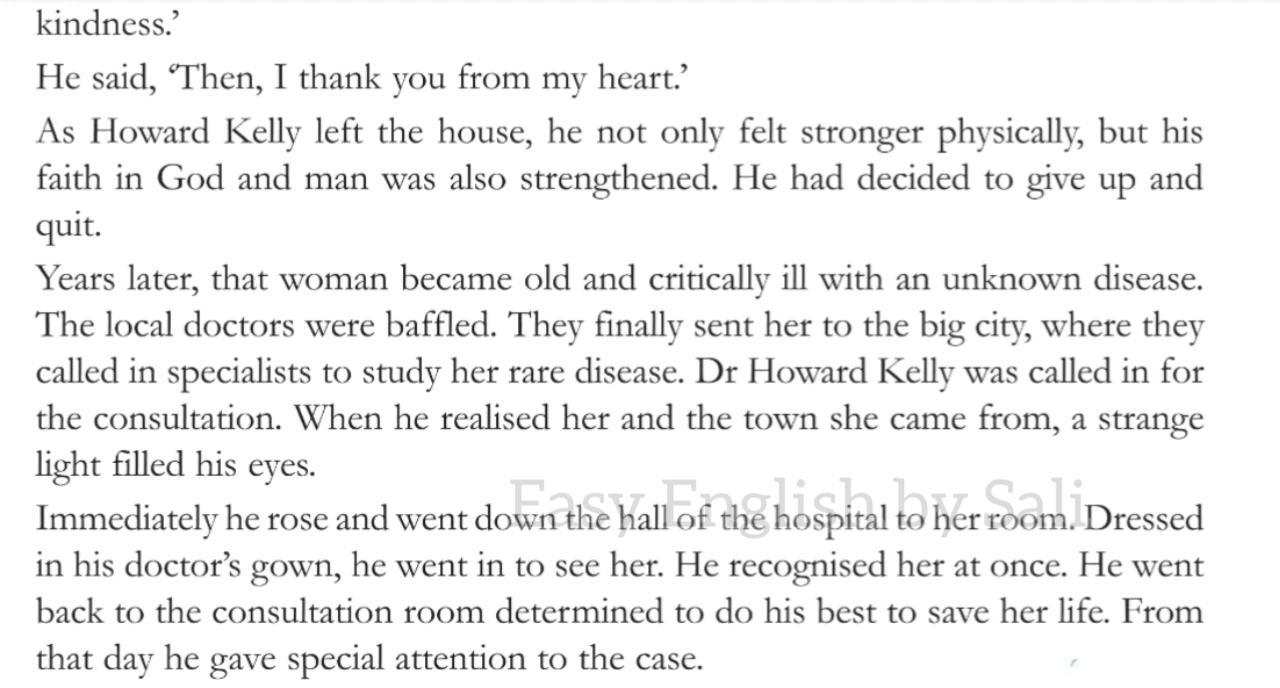 kindness.’
He said, ‘Then, I thank you from my heart.’
As Howard Kelly left the house, he not only felt stronger physically, but his
faith in God and man was also strengthened. He had decided to give up and
quit.
Years later, that woman became old and critically ill with an unknown disease.
The local doctors were baffled. They finally sent her to the big city, where they
called in specialists to study her rare disease. Dr Howard Kelly was called in for
the consultation. When he realised her and the town she came from, a strange
light filled his eyes.
Easy English by Sali
Immediately he rose and went down the hall of the hospital to her room. Dressed
in his doctor’s gown, he went in to see her. He recognised her at once. He went
back to the consultation room determined to do his best to save her life. From
that day he gave special attention to the case.